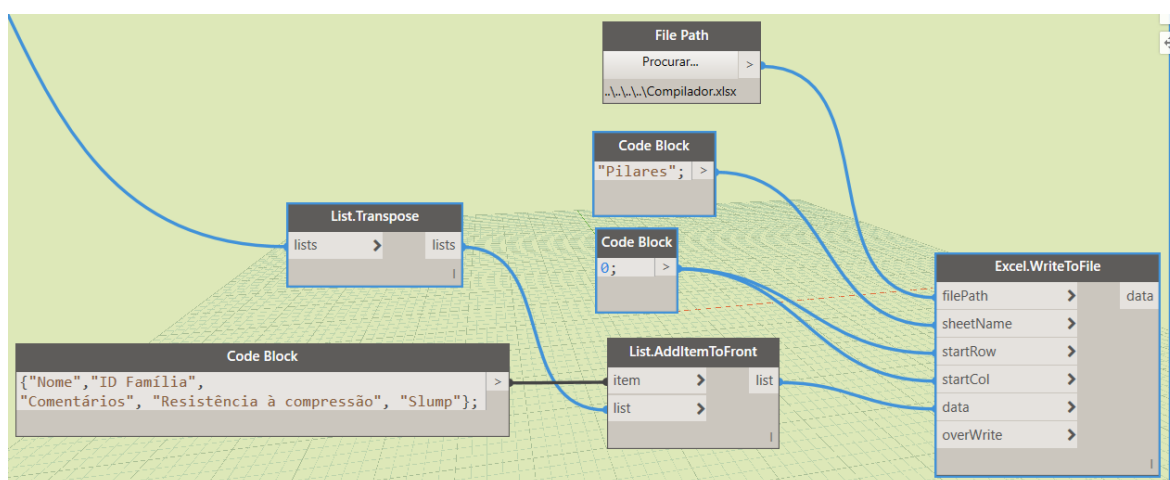 File Path
Procurar... >
..\..\..\..\Compilador.xlsx
Code Block
"Pilares"; >
List.Transpose
lists > lists
l
Code Block
0; >
Excel.WriteToFile
filePath > data
sheetName >
startRow >
startCol >
data >
overWrite >
l
Code Block
{"Nome","ID Família", >
"Comentários", "Resistência à compressão", "Slump"};
List.AddItemToFront
item > list
list >
l